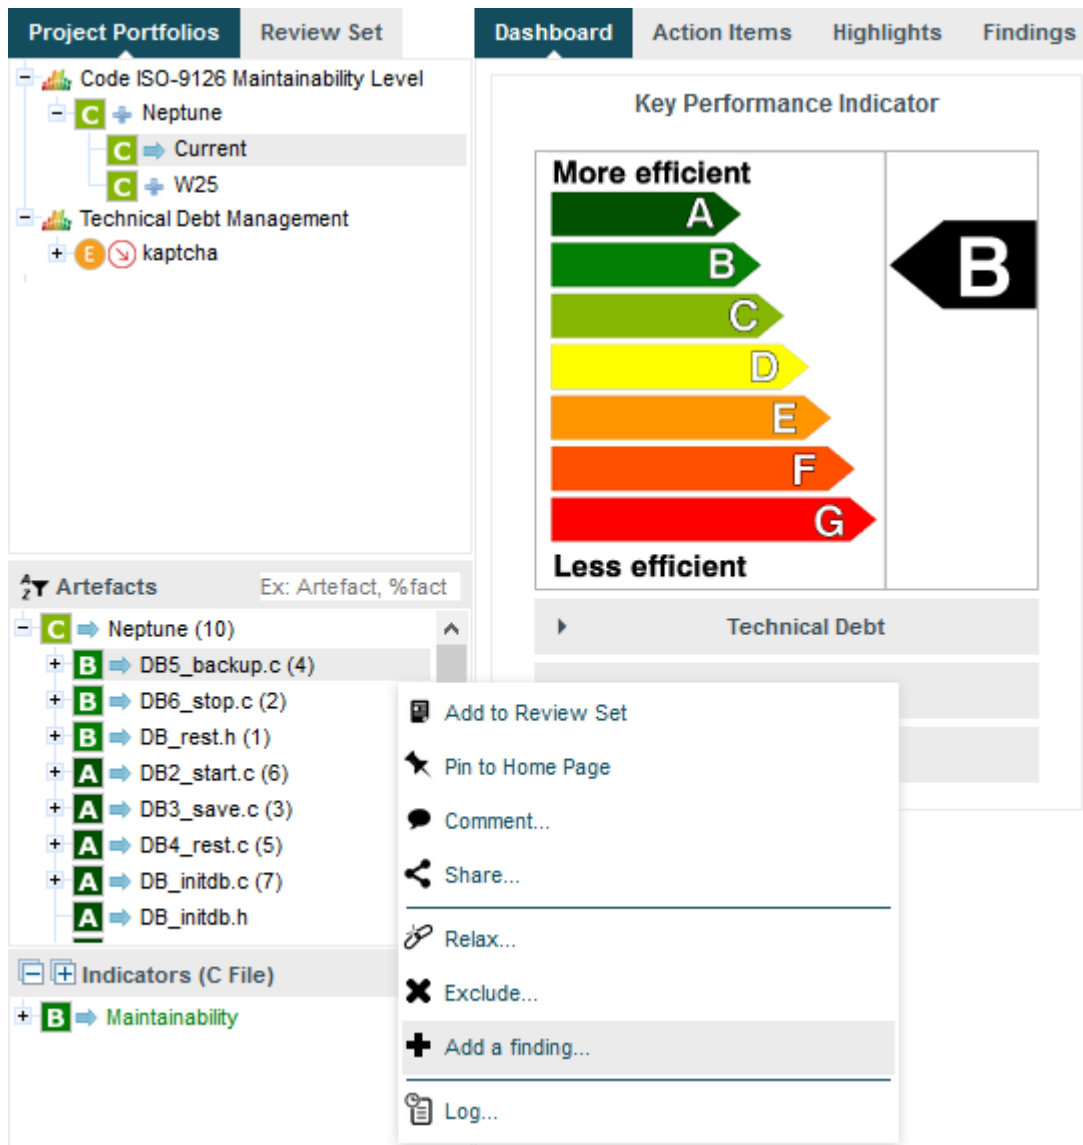 Project Portfolios
Review Set
Code ISO-9126 Maintainability Level
C Neptune
C Current
C W25
Technical Debt Management
E kaptcha
Dashboard
Action Items
Highlights
Findings
Key Performance Indicator
More efficient
A
B
C
D
E
F
G
Less efficient
B
Technical Debt
Artefacts
Ex: Artefact, %fact
C Neptune (10)
B DB5_backup.c (4)
B DB6_stop.c (2)
B DB_rest.h (1)
A DB2_start.c (6)
A DB3_save.c (3)
A DB4_rest.c (5)
A DB_initdb.c (7)
A DB_initdb.h
Indicators (C File)
B Maintainability
Add to Review Set
Pin to Home Page
Comment...
Share...
Relax...
Exclude...
Add a finding...
Log...